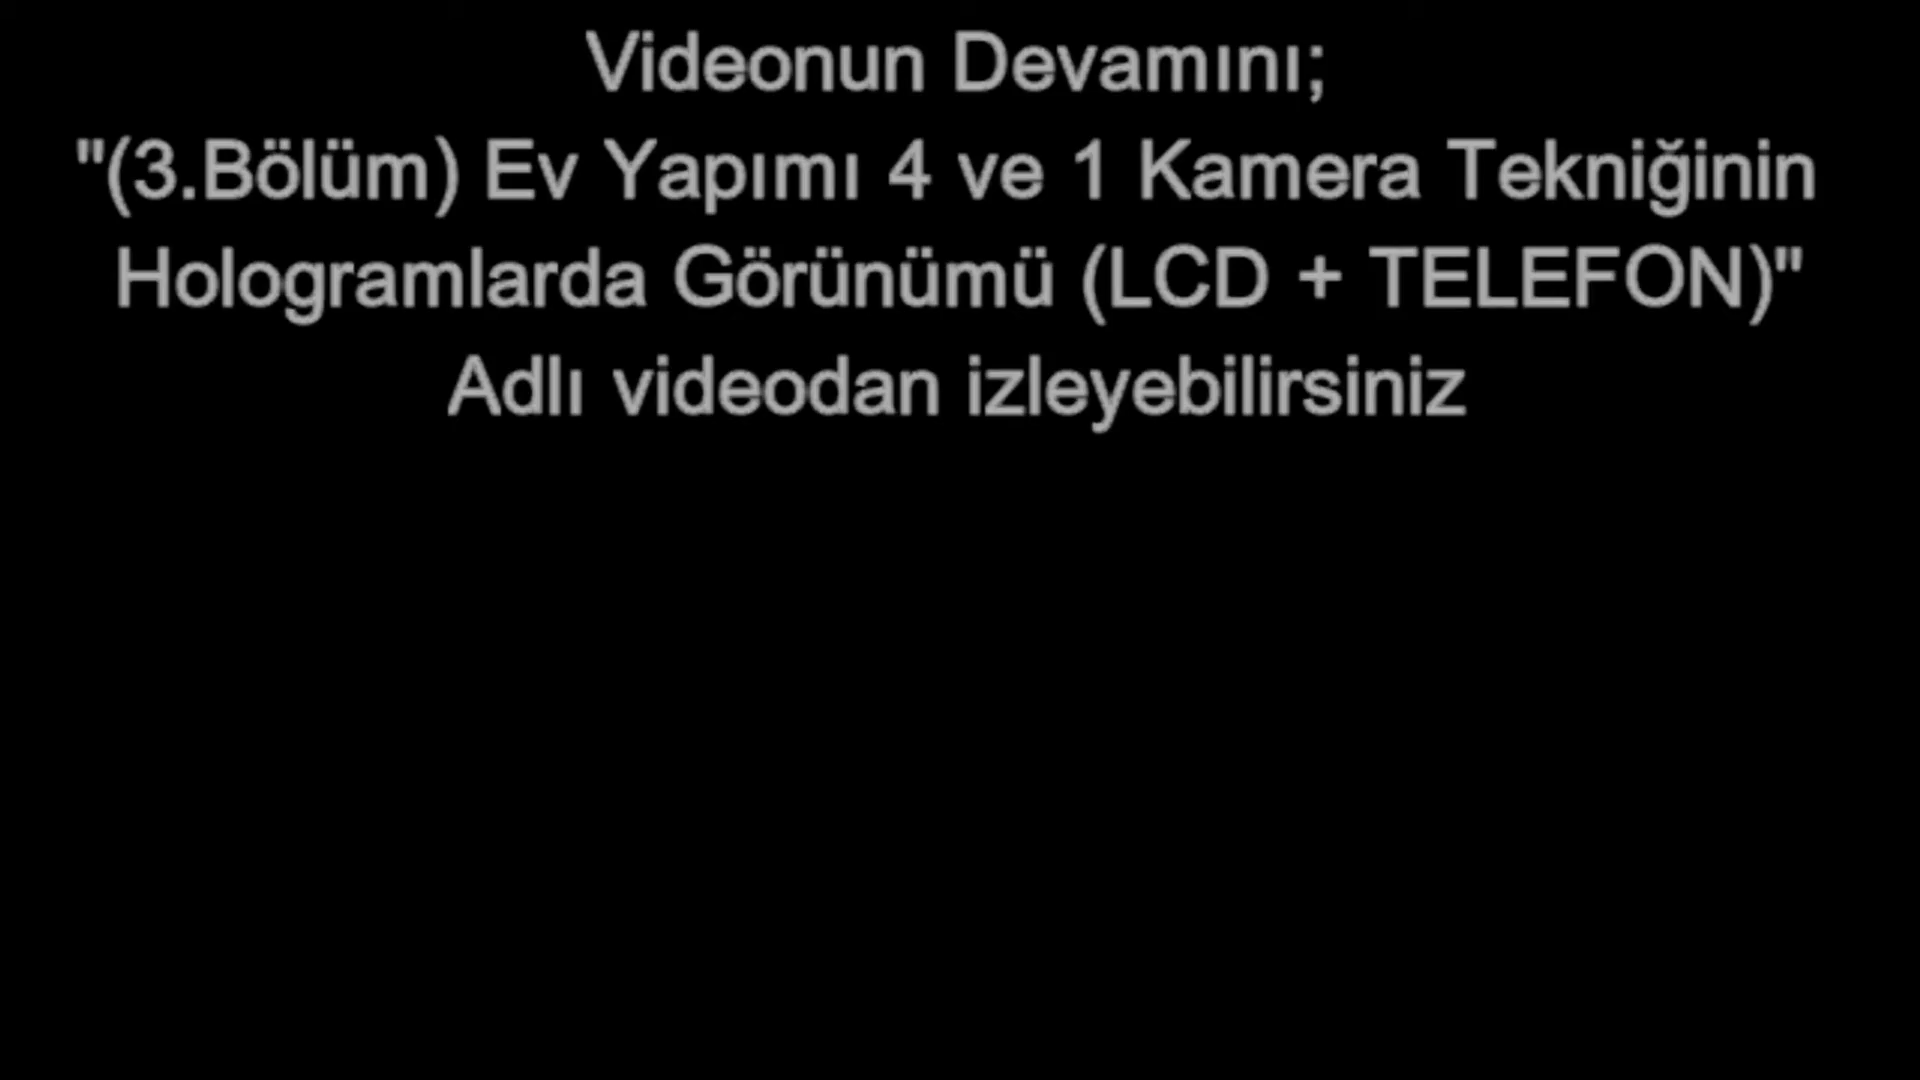 Videonun Devamını;
"(3.Bölüm) Ev Yapımı 4 ve 1 Kamera Tekniğinin
Hologramlarda Görünümü (LCD + TELEFON)"
Adlı videodan izleyebilirsiniz